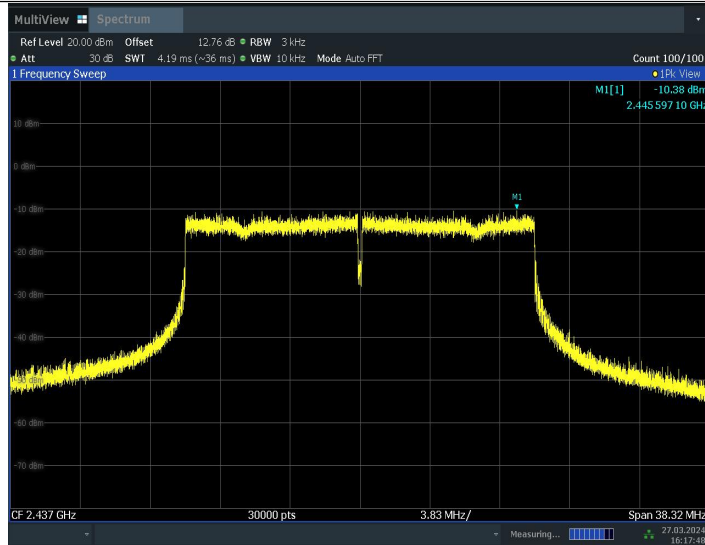 MultiView Spectrum
Ref Level 20.00 dBm Offset 12.76 dB RBW 3 kHz
Att 30 dB SWT 4.19 ms (~36 ms) VBW 10 kHz Mode Auto FFT Count 100/100
1 Frequency Sweep 1Pk View
M1[1] -10.38 dBm
2.445 597 10 GHz
10 dBm
0 dBm
M1
-10 dBm
-20 dBm
-30 dBm
-40 dBm
-50 dBm
-60 dBm
-70 dBm
CF 2.437 GHz 30000 pts 3.83 MHz/ Span 38.32 MHz
Measuring... 27.03.2024
16:17:48